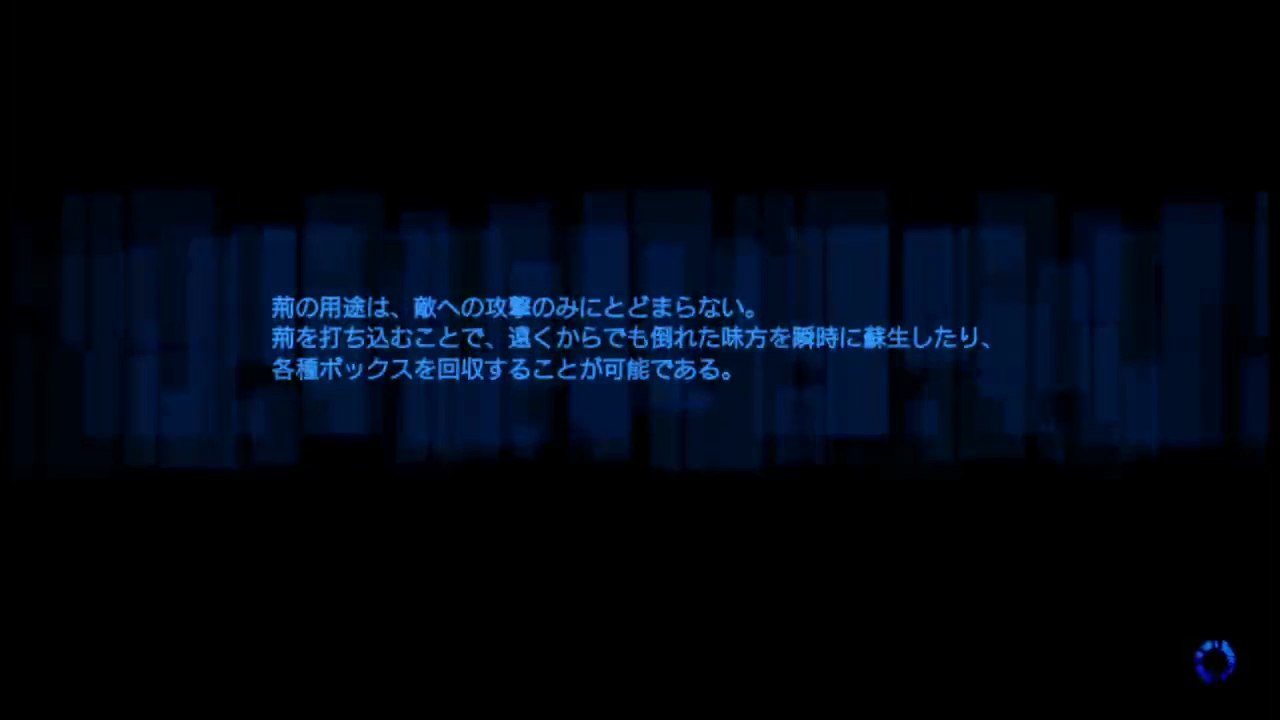 荊の用途は、敵への攻撃のみにとどまらない。
荊を打ち込むことで、遠くからでも倒れた味方を瞬時に蘇生したり、
各種ボックスを回収することが可能である。